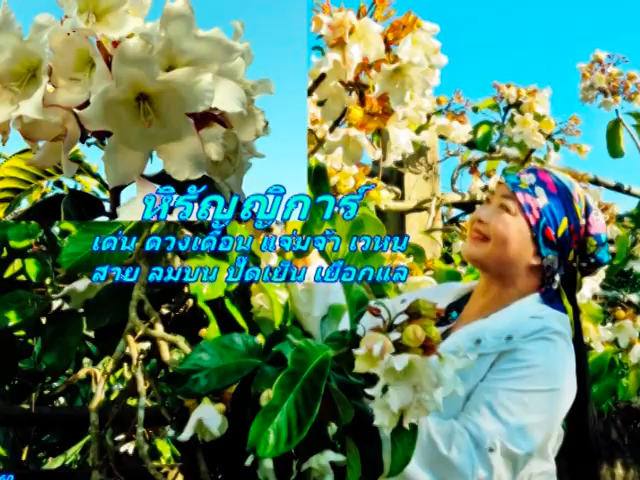 หิรัญญิการ์
เด่น ดวงเดือน แจ่มจ้า เวหน
สาย ลมบน ปัดเย็น เยือกแล